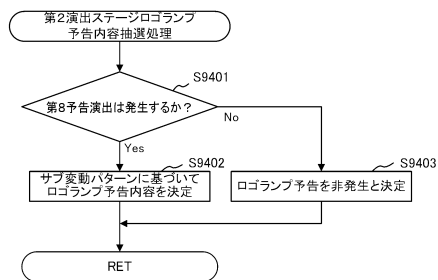 第2演出ステージロゴランプ
予告内容抽選処理
S9401
第8予告演出は発生するか?
No
Yes
S9402
サブ変動パターンに基づいて
ロゴランプ予告内容を決定
S9403
ロゴランプ予告を非発生と決定
RET